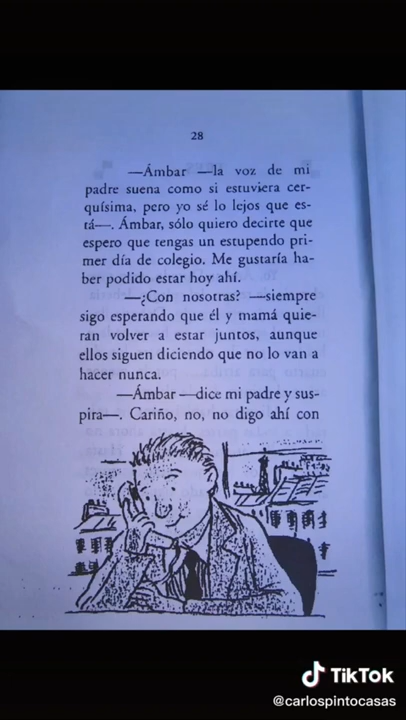 28
—Ámbar —la voz de mi
padre suena como si estuviera cer-
quísima, pero yo sé lo lejos que es-
tá—. Ámbar, sólo quiero decirte que
espero que tengas un estupendo pri-
mer día de colegio. Me gustaría ha-
ber podido estar hoy ahí.
—¿Con nosotras? —siempre
sigo esperando que él y mamá quie-
ran volver a estar juntos, aunque
ellos siguen diciendo que no lo van a
hacer nunca.
—Ámbar —dice mi padre y sus-
pira—. Cariño, no, no digo ahí con
TikTok
@carlospintocasas